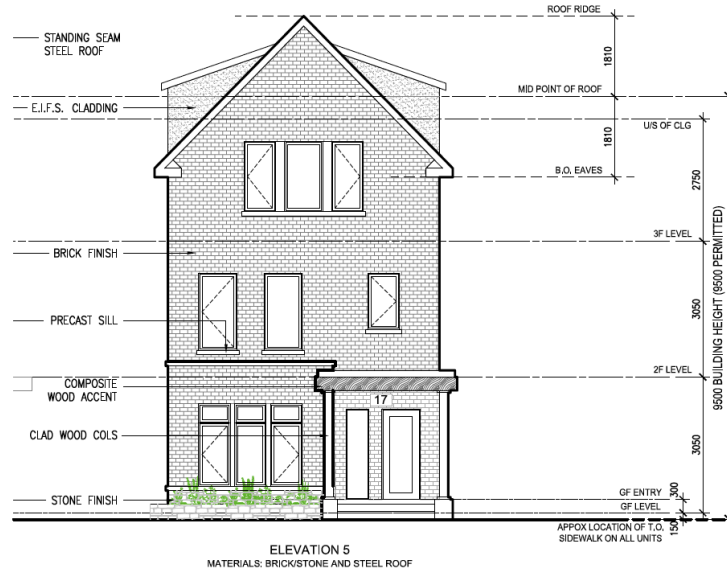 ROOF RIDGE
STANDING SEAM
STEEL ROOF
1810
MID POINT OF ROOF
E.I.F.S. CLADDING
U/S OF CLG
1810
B.O. EAVES
2750
3F LEVEL
BRICK FINISH
9500 BUILDING HEIGHT (9500 PERMITTED)
3050
PRECAST SILL
2F LEVEL
COMPOSITE
WOOD ACCENT
17
CLAD WOOD COLS
3050
STONE FINISH
GF ENTRY
300
GF LEVEL
150
APPOX LOCATION OF T.O.
SIDEWALK ON ALL UNITS
ELEVATION 5
MATERIALS: BRICK/STONE AND STEEL ROOF